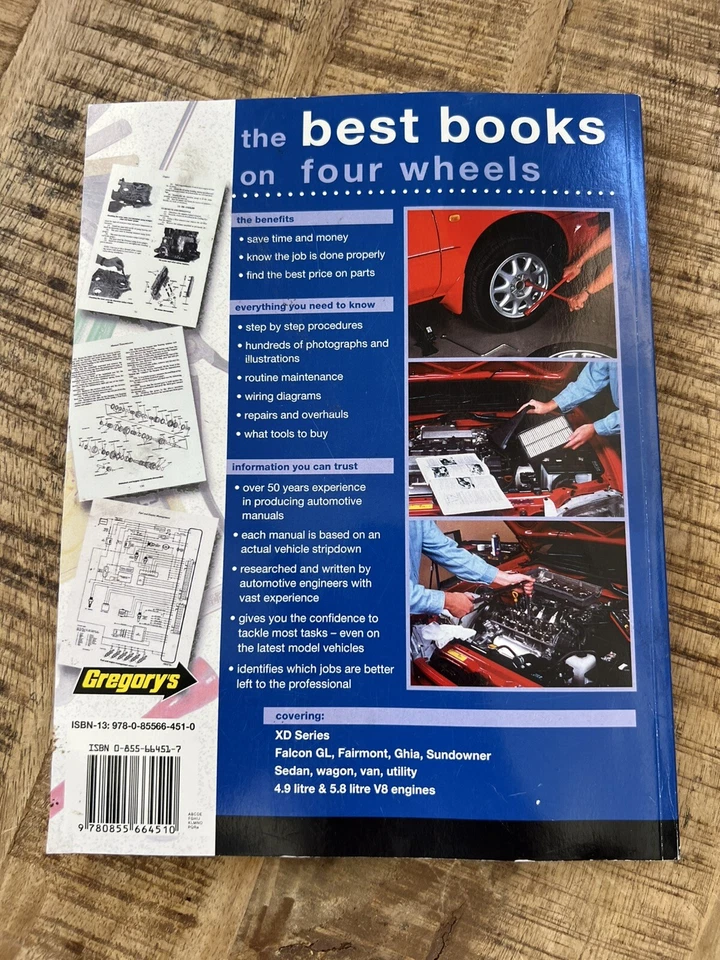 the best books
on four wheels
the benefits
• save time and money
• know the job is done properly
• find the best price on parts
everything you need to know
• step by step procedures
• hundreds of photographs and
illustrations
• routine maintenance
• wiring diagrams
• repairs and overhauls
• what tools to buy
information you can trust
• over 50 years experience
in producing automotive
manuals
• each manual is based on an
actual vehicle stripdown
• researched and written by
automotive engineers with
vast experience
• gives you the confidence to
tackle most tasks – even on
the latest model vehicles
• identifies which jobs are better
left to the professional
Gregory's
ISBN-13: 978-0-85566-451-0
ISBN 0-855-66451-7
9 780855 664510
covering:
XD Series
Falcon GL, Fairmont, Ghia, Sundowner
Sedan, wagon, van, utility
4.9 litre & 5.8 litre V8 engines